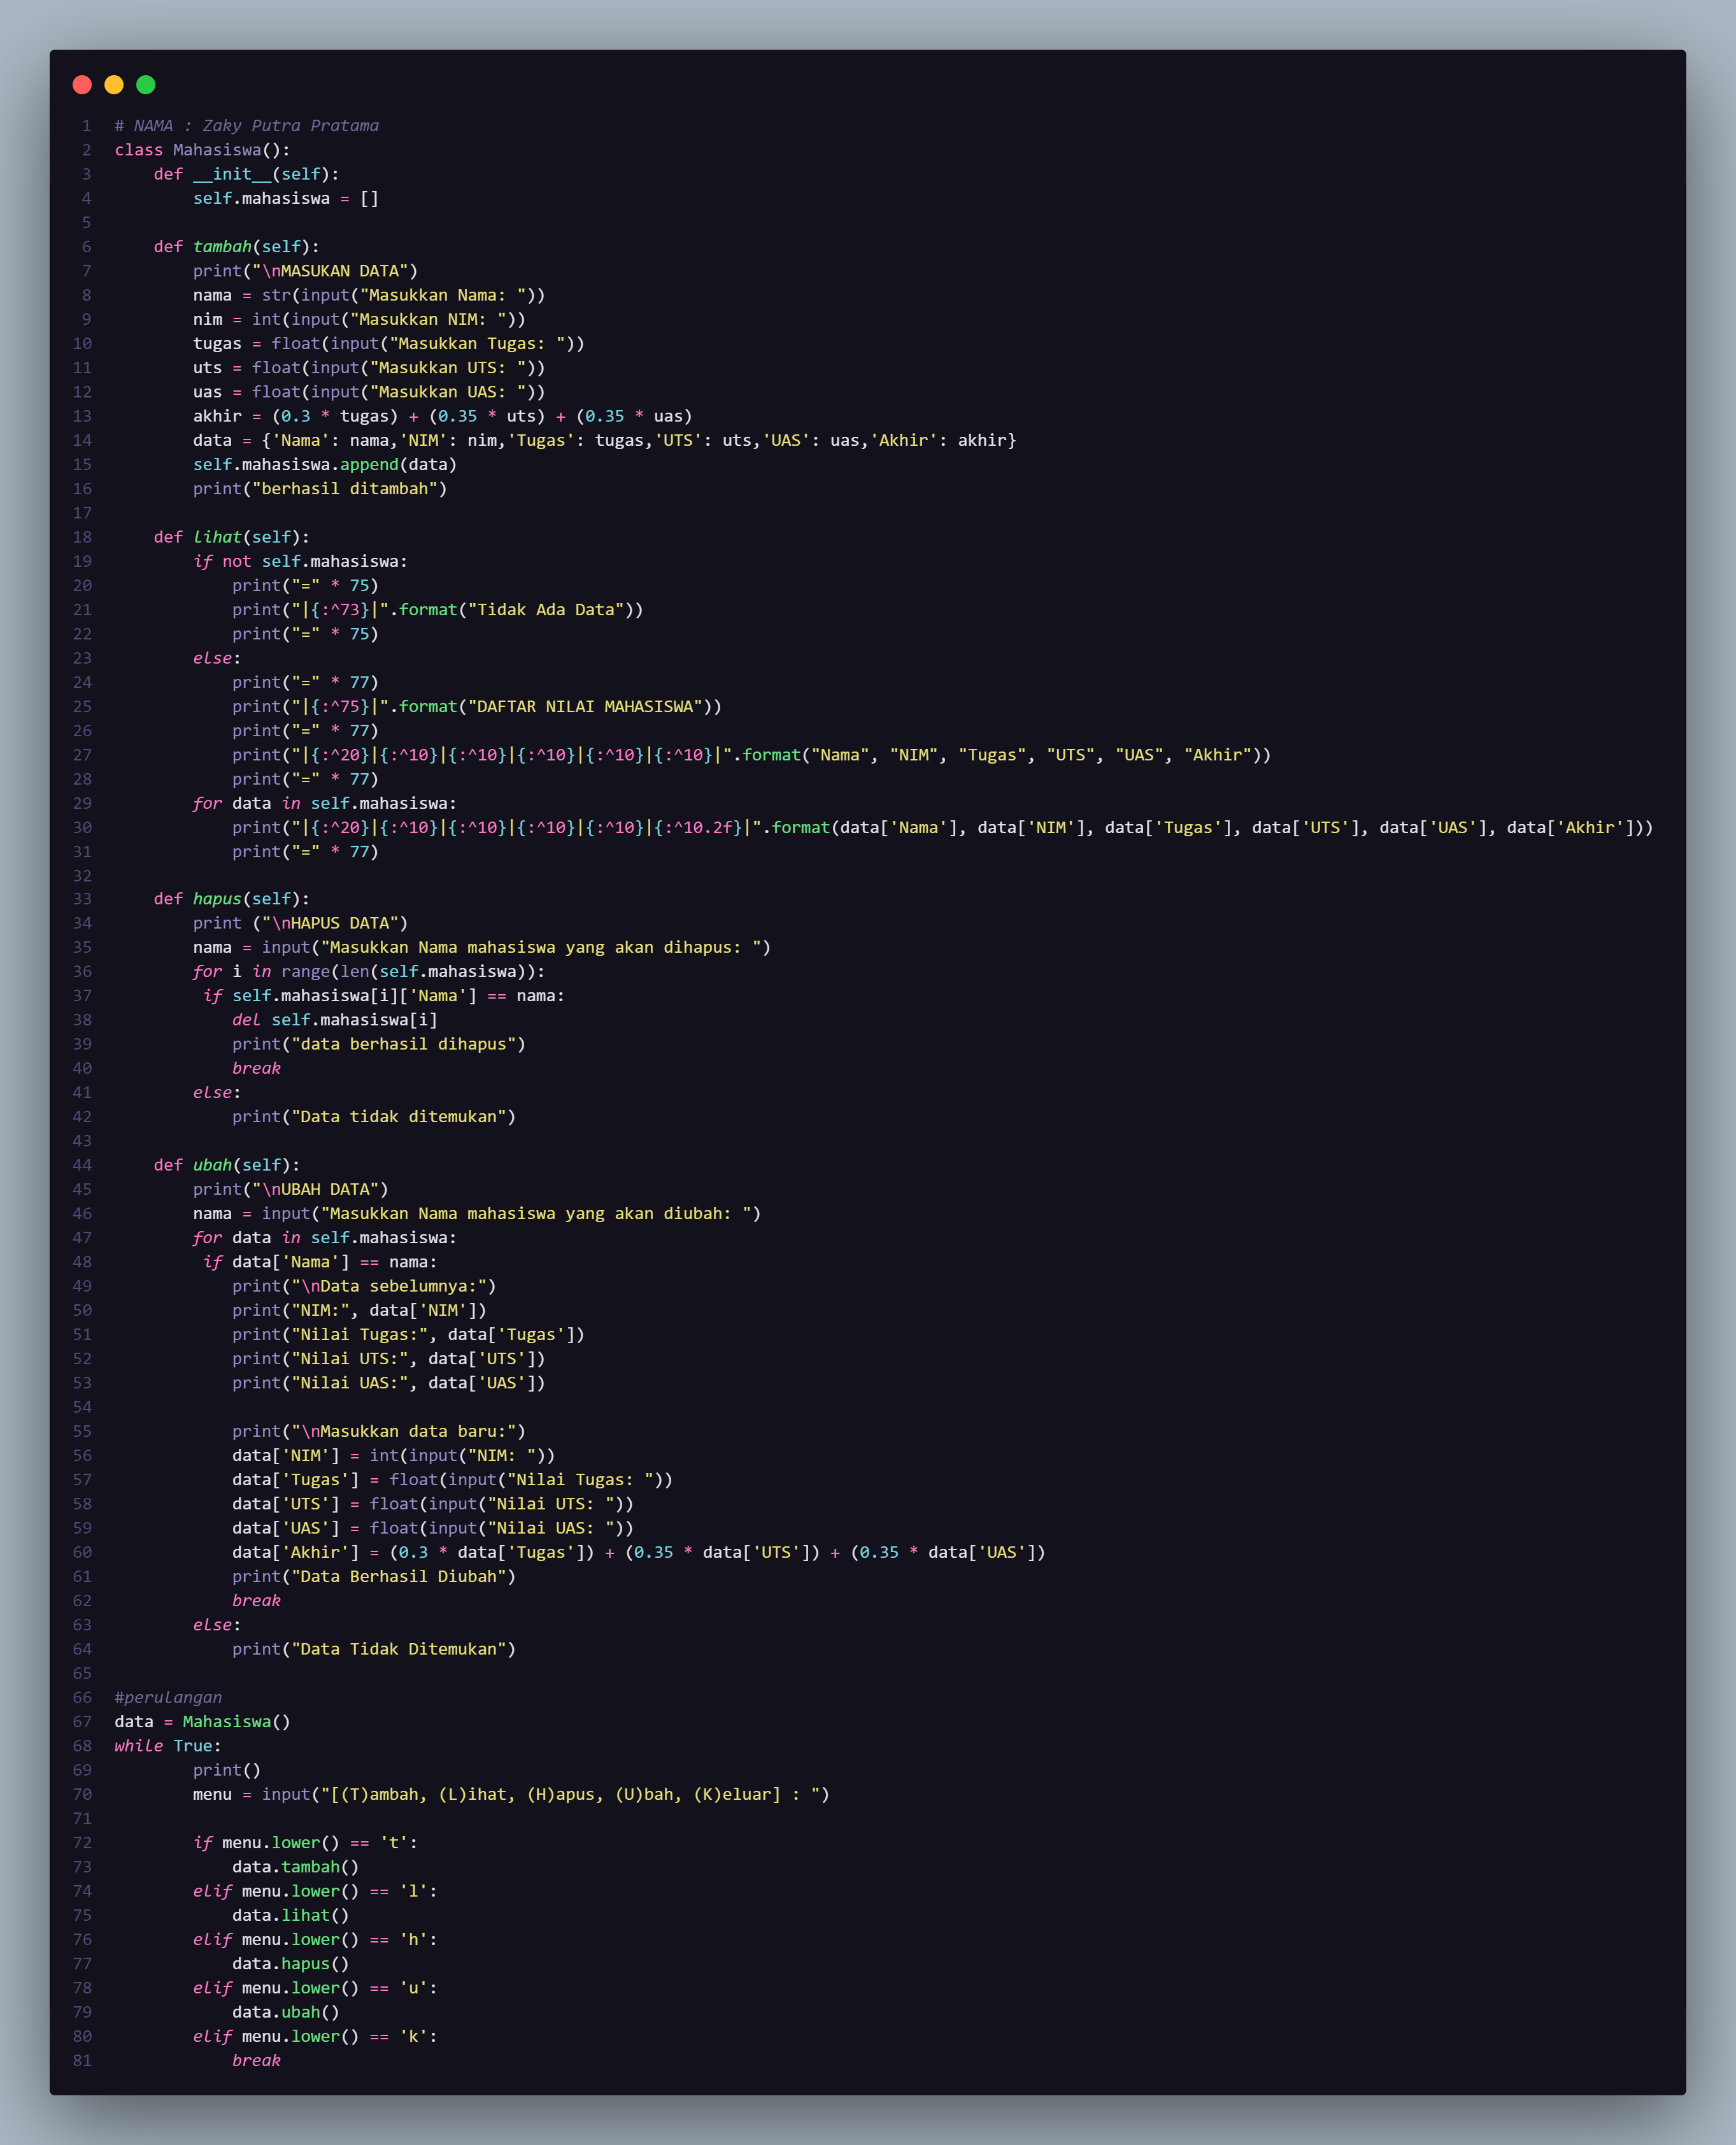 1 # NAMA : Zaky Putra Pratama
2 class Mahasiswa():
3     def __init__(self):
4         self.mahasiswa = []
5
6     def tambah(self):
7         print("\nMASUKAN DATA")
8         nama = str(input("Masukkan Nama: "))
9         nim = int(input("Masukkan NIM: "))
10         tugas = float(input("Masukkan Tugas: "))
11         uts = float(input("Masukkan UTS: "))
12         uas = float(input("Masukkan UAS: "))
13         akhir = (0.3 * tugas) + (0.35 * uts) + (0.35 * uas)
14         data = {'Nama': nama,'NIM': nim,'Tugas': tugas,'UTS': uts,'UAS': uas,'Akhir': akhir}
15         self.mahasiswa.append(data)
16         print("berhasil ditambah")
17
18     def lihat(self):
19         if not self.mahasiswa:
20             print("=" * 75)
21             print("|{:^73}|".format("Tidak Ada Data"))
22             print("=" * 75)
23         else:
24             print("=" * 77)
25             print("|{:^75}|".format("DAFTAR NILAI MAHASISWA"))
26             print("=" * 77)
27             print("|{:^20}|{:^10}|{:^10}|{:^10}|{:^10}|{:^10}|".format("Nama", "NIM", "Tugas", "UTS", "UAS", "Akhir"))
28             print("=" * 77)
29         for data in self.mahasiswa:
30             print("|{:^20}|{:^10}|{:^10}|{:^10}|{:^10}|{:^10.2f}|".format(data['Nama'], data['NIM'], data['Tugas'], data['UTS'], data['UAS'], data['Akhir']))
31             print("=" * 77)
32
33     def hapus(self):
34         print ("\nHAPUS DATA")
35         nama = input("Masukkan Nama mahasiswa yang akan dihapus: ")
36         for i in range(len(self.mahasiswa)):
37          if self.mahasiswa[i]['Nama'] == nama:
38             del self.mahasiswa[i]
39             print("data berhasil dihapus")
40             break
41         else:
42             print("Data tidak ditemukan")
43
44     def ubah(self):
45         print("\nUBAH DATA")
46         nama = input("Masukkan Nama mahasiswa yang akan diubah: ")
47         for data in self.mahasiswa:
48          if data['Nama'] == nama:
49             print("\nData sebelumnya:")
50             print("NIM:", data['NIM'])
51             print("Nilai Tugas:", data['Tugas'])
52             print("Nilai UTS:", data['UTS'])
53             print("Nilai UAS:", data['UAS'])
54
55             print("\nMasukkan data baru:")
56             data['NIM'] = int(input("NIM: "))
57             data['Tugas'] = float(input("Nilai Tugas: "))
58             data['UTS'] = float(input("Nilai UTS: "))
59             data['UAS'] = float(input("Nilai UAS: "))
60             data['Akhir'] = (0.3 * data['Tugas']) + (0.35 * data['UTS']) + (0.35 * data['UAS'])
61             print("Data Berhasil Diubah")
62             break
63         else:
64             print("Data Tidak Ditemukan")
65
66 #perulangan
67 data = Mahasiswa()
68 while True:
69         print()
70         menu = input("[(T)ambah, (L)ihat, (H)apus, (U)bah, (K)eluar] : ")
71
72         if menu.lower() == 't':
73             data.tambah()
74         elif menu.lower() == 'l':
75             data.lihat()
76         elif menu.lower() == 'h':
77             data.hapus()
78         elif menu.lower() == 'u':
79             data.ubah()
80         elif menu.lower() == 'k':
81             break